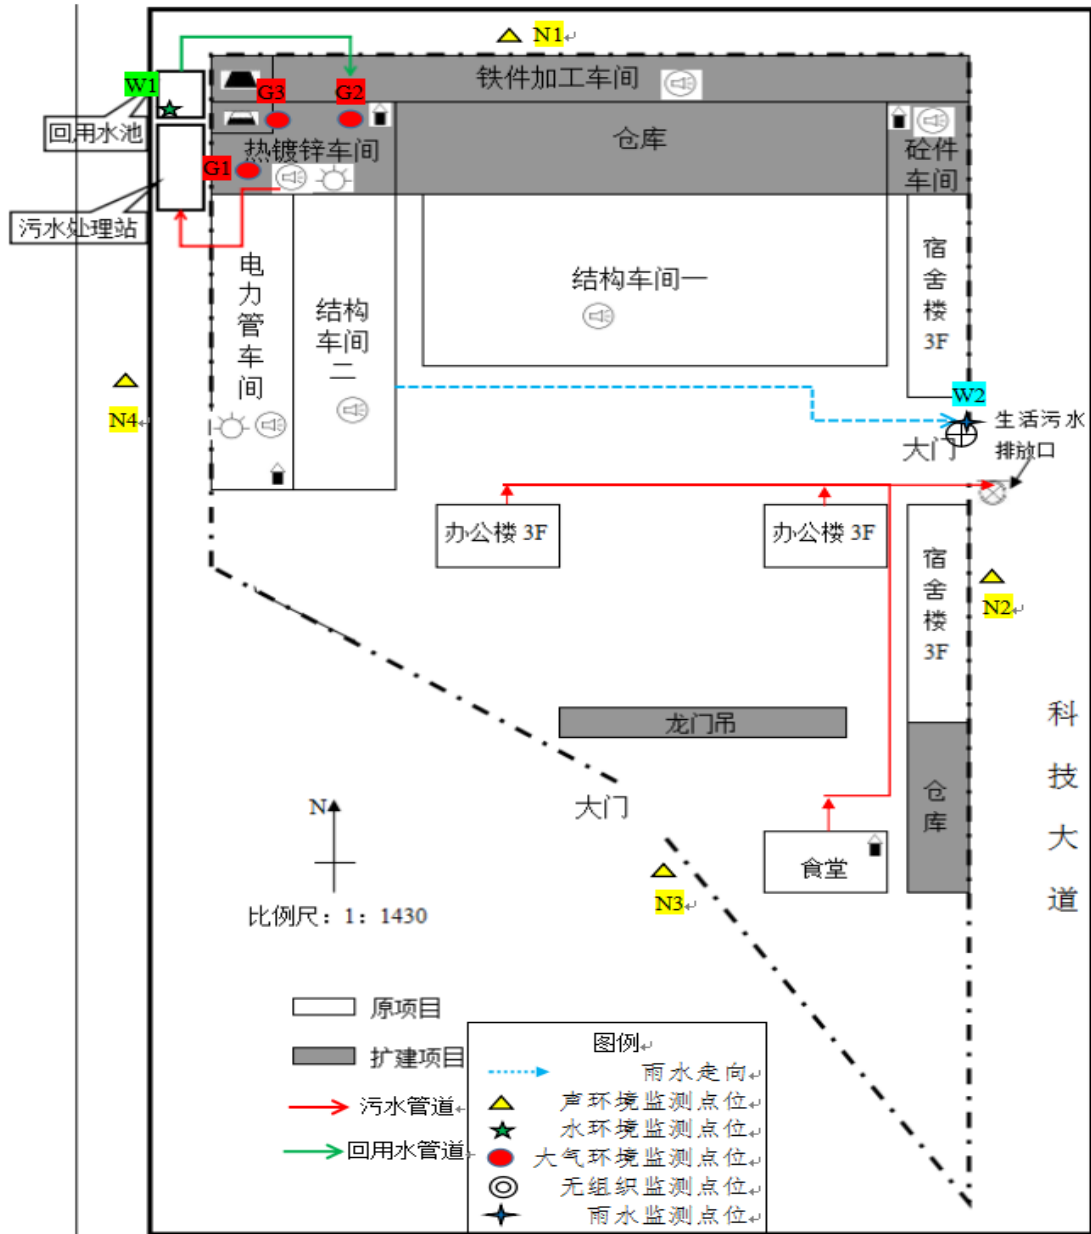 N1
W1
铁件加工车间
G3
G2
回用水池
热镀锌车间
仓库
砼件
车间
G1
污水处理站
电力管车间
结构
车间
二
结构车间一
宿舍楼
3F
N4
W2
生活污水
排放口
大门
办公楼 3F
办公楼 3F
宿舍楼
3F
N2
龙门吊
科技大道
大门
仓库
N
食堂
N3
比例尺：1：1430
原项目
扩建项目
污水管道
回用水管道
图例
雨水走向
声环境监测点位
水环境监测点位
大气环境监测点位
无组织监测点位
雨水监测点位